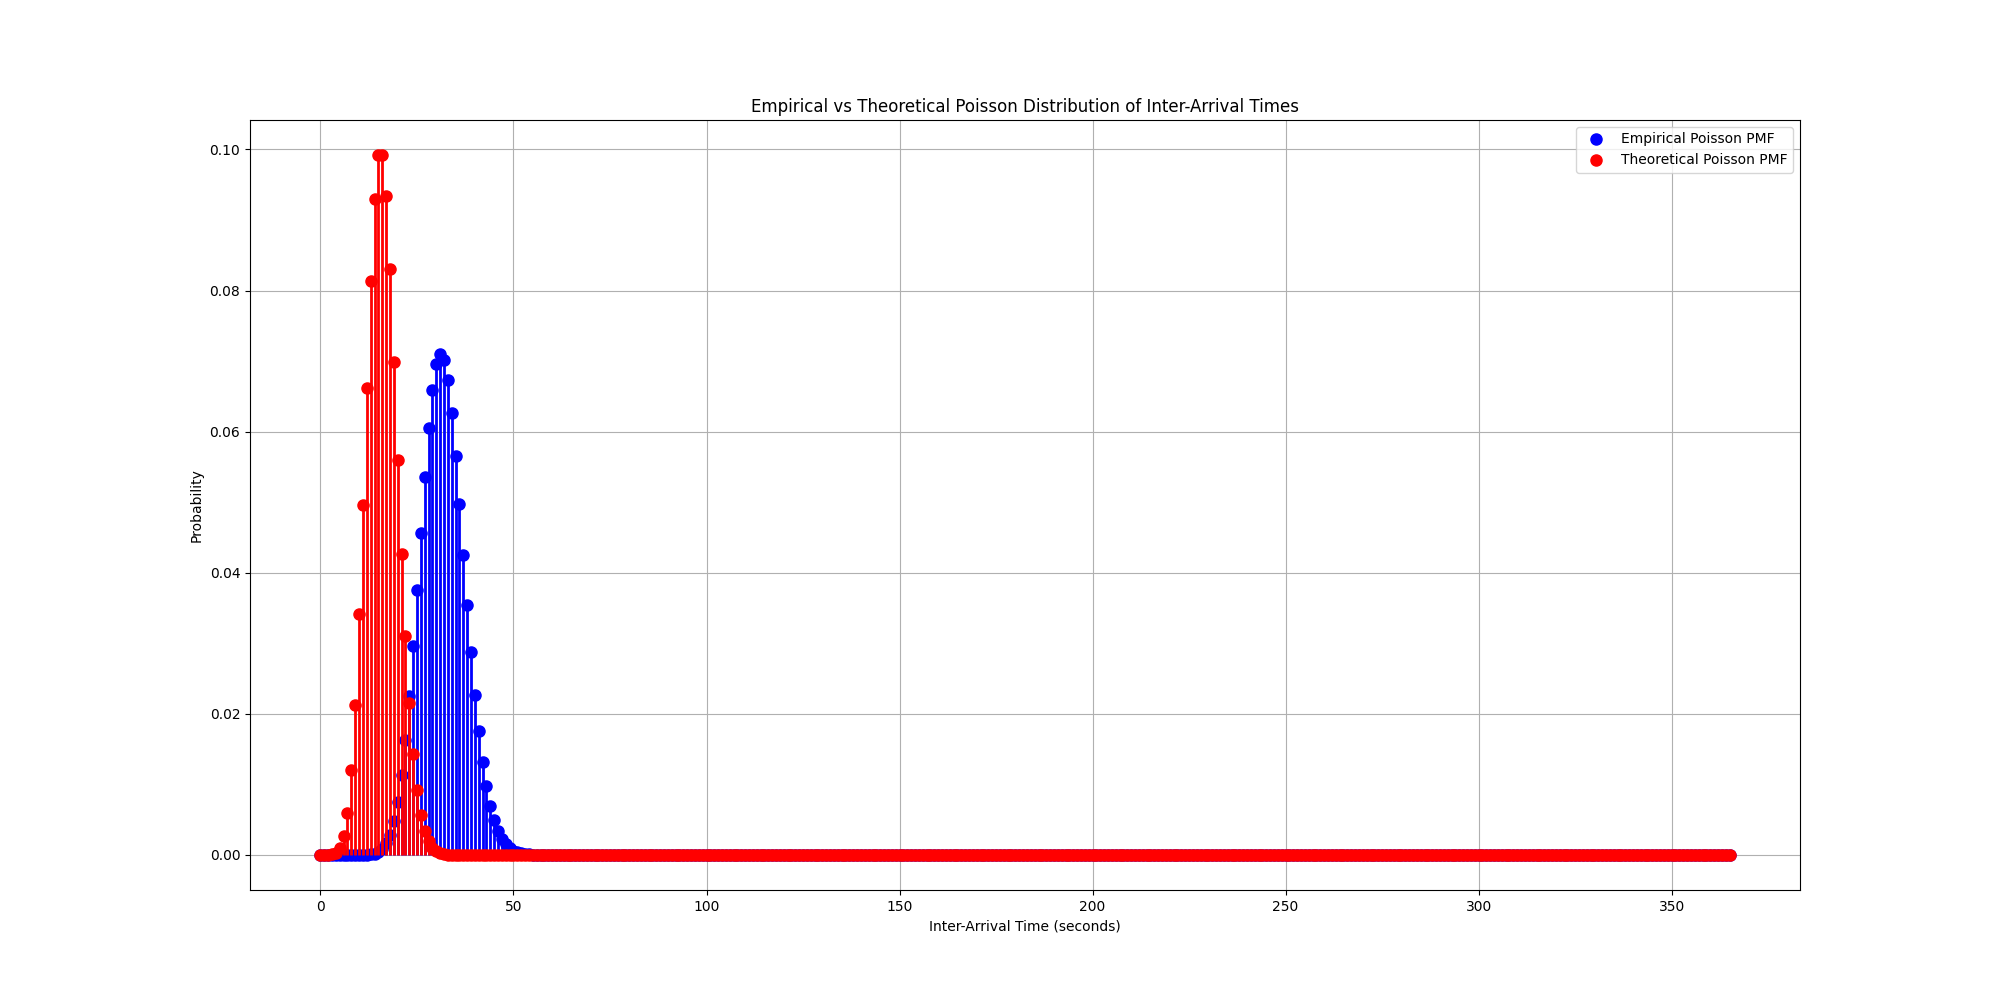 Empirical vs Theoretical Poisson Distribution of Inter-Arrival Times
Empirical Poisson PMF
Theoretical Poisson PMF
0.10
0.08
0.06
0.04
0.02
0.00
Probability
0 50 100 150 200 250 300 350
Inter-Arrival Time (seconds)